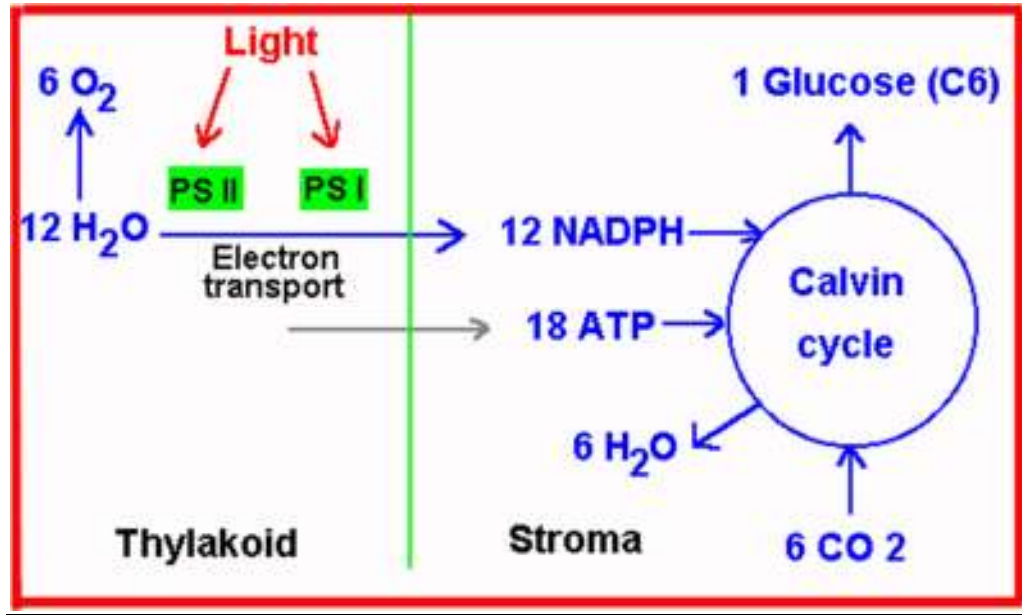 Light
6 O₂
1 Glucose (C6)
PS II
PS I
12 H₂O
12 NADPH
Electron
transport
Calvin
cycle
18 ATP
6 H₂O
Thylakoid
Stroma
6 CO 2